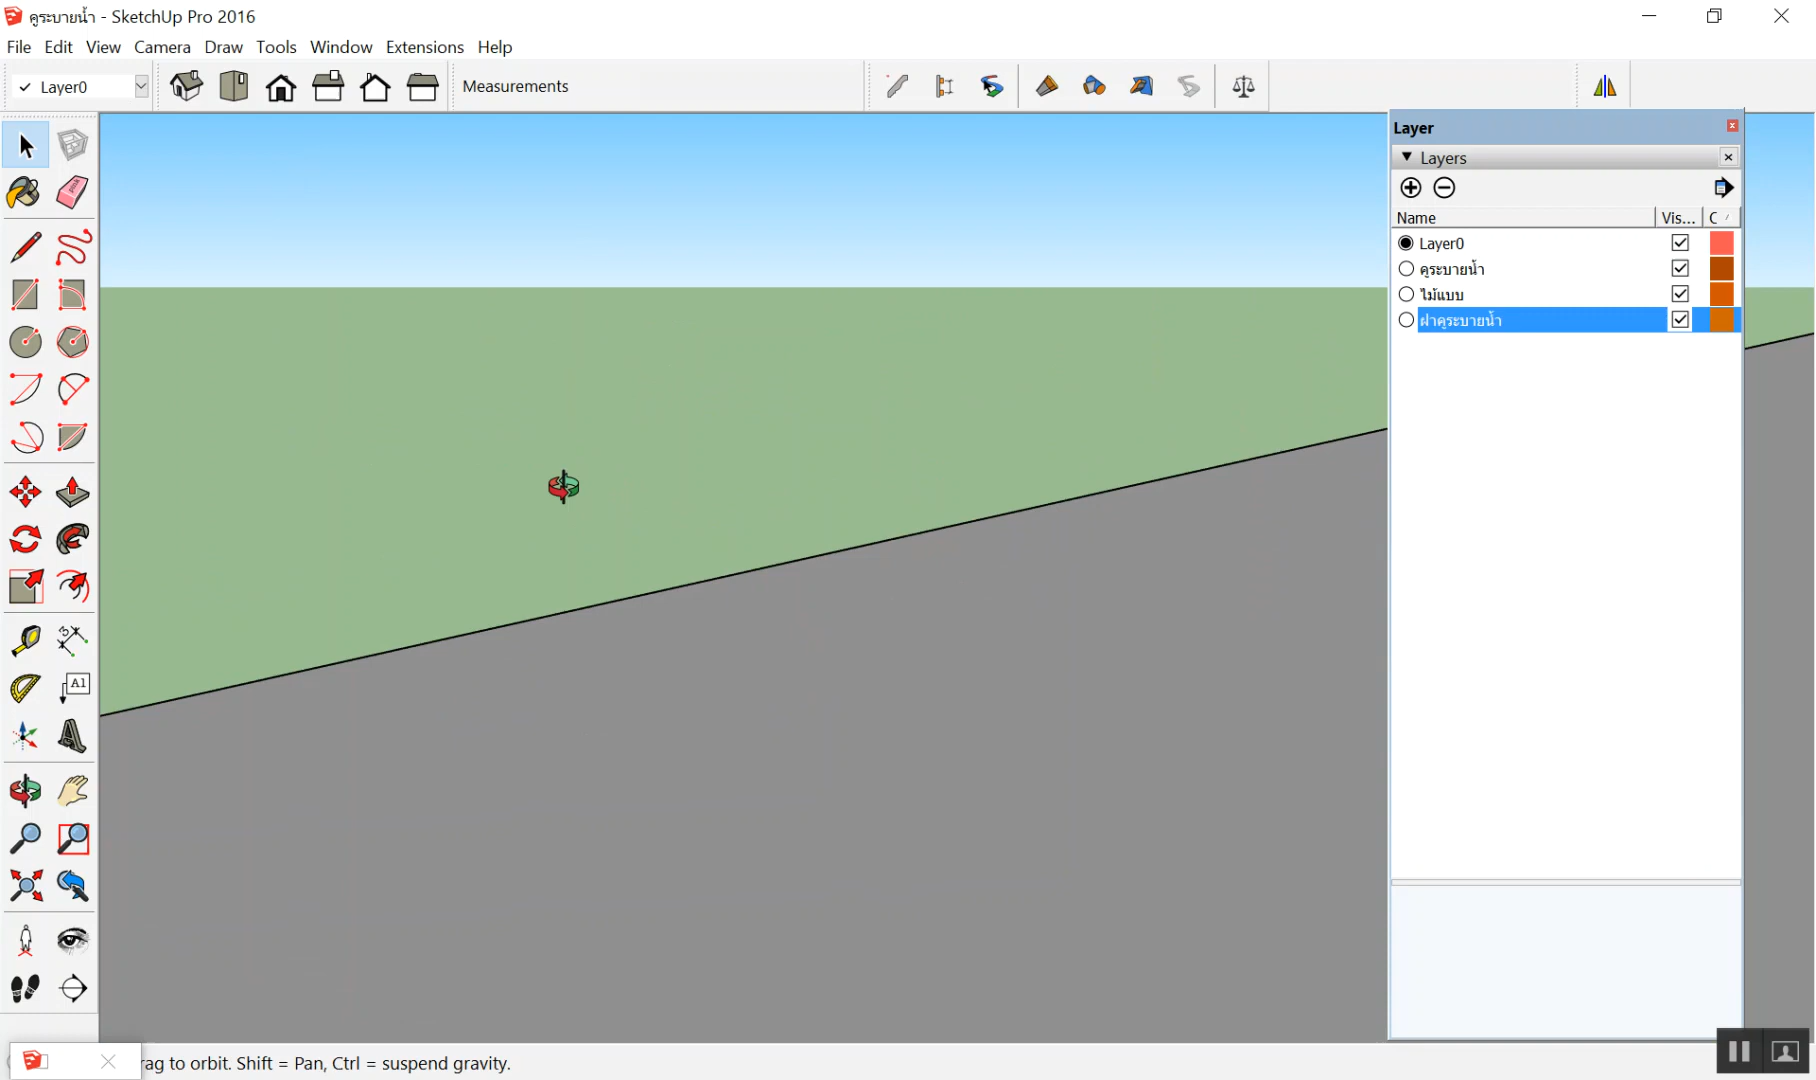 คูระบายน้ำ - SketchUp Pro 2016
File Edit View Camera Draw Tools Window Extensions Help
Layer0
Measurements
Layer
Layers
Name Vis... C
Layer0
คูระบายน้ำ
ไม้แบบ
ฝาคูระบายน้ำ
A1
rag to orbit. Shift = Pan, Ctrl = suspend gravity.